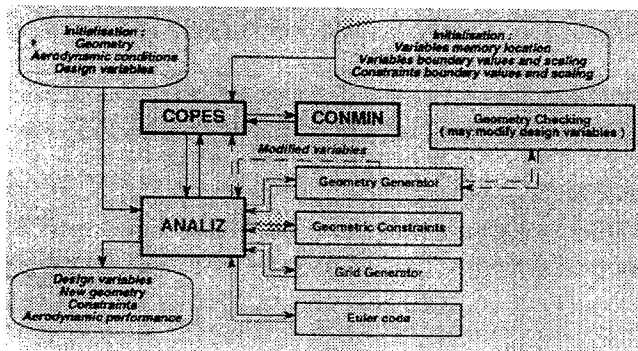 Initialisation :
Geometry
Aerodynamic conditions
Design variables
Initialisation :
Variables memory location
Variables boundary values and scaling
Constraints boundary values and scaling
COPES
CONMIN
Geometry Checking
( may modify design variables )
Modified variables
Geometry Generator
ANALIZ
Geometric Constraints
Grid Generator
Euler code
Design variables
New geometry
Constraints
Aerodynamic performance